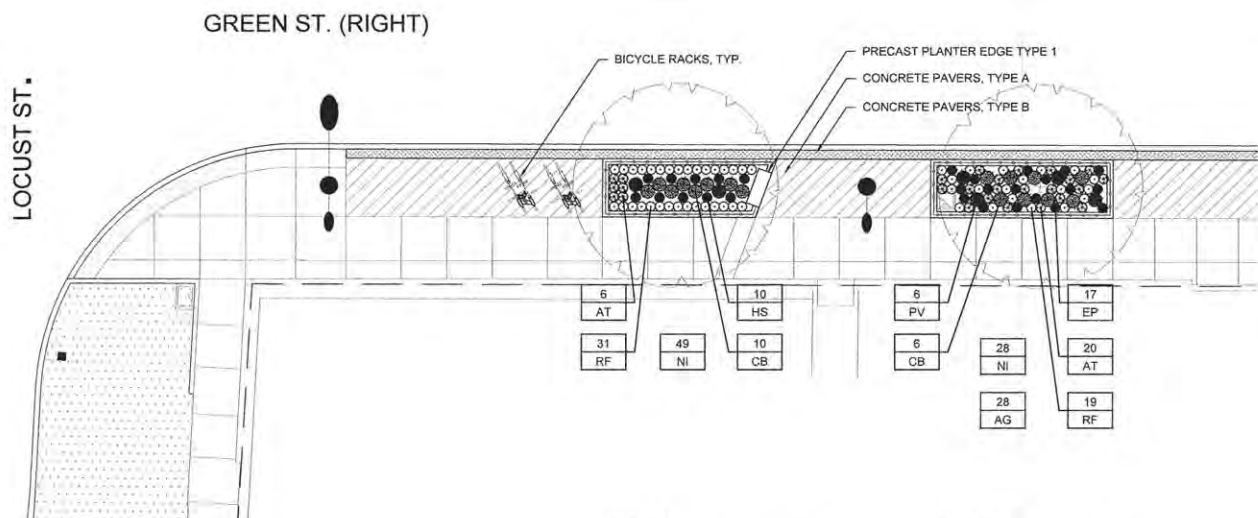 GREEN ST. (RIGHT)
LOCUST ST.
BICYCLE RACKS, TYP.
PRECAST PLANTER EDGE TYPE 1
CONCRETE PAVERS, TYPE A
CONCRETE PAVERS, TYPE B
6
AT
10
HS
31
RF
49
NI
10
CB
6
PV
17
EP
6
CB
28
NI
20
AT
28
AG
19
RF